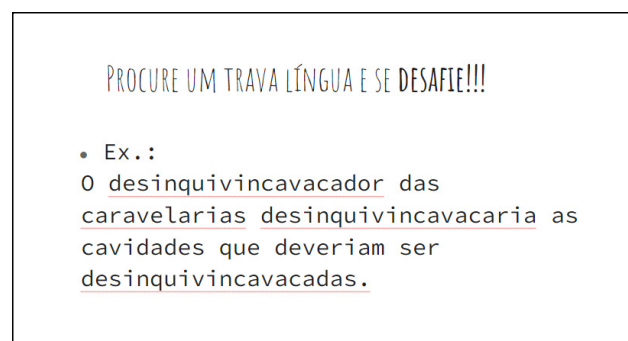 PROCURE UM TRAVA LÍNGUA E SE DESAFIE!!!
• Ex.:
O desinquivincavacador das
caravelarias desinquivincavacaria as
cavidades que deveriam ser
desinquivincavacadas.